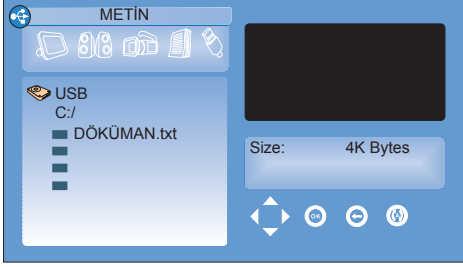 METİN
USB
C:/
DÖKÜMAN.txt
Size: 4K Bytes
OK